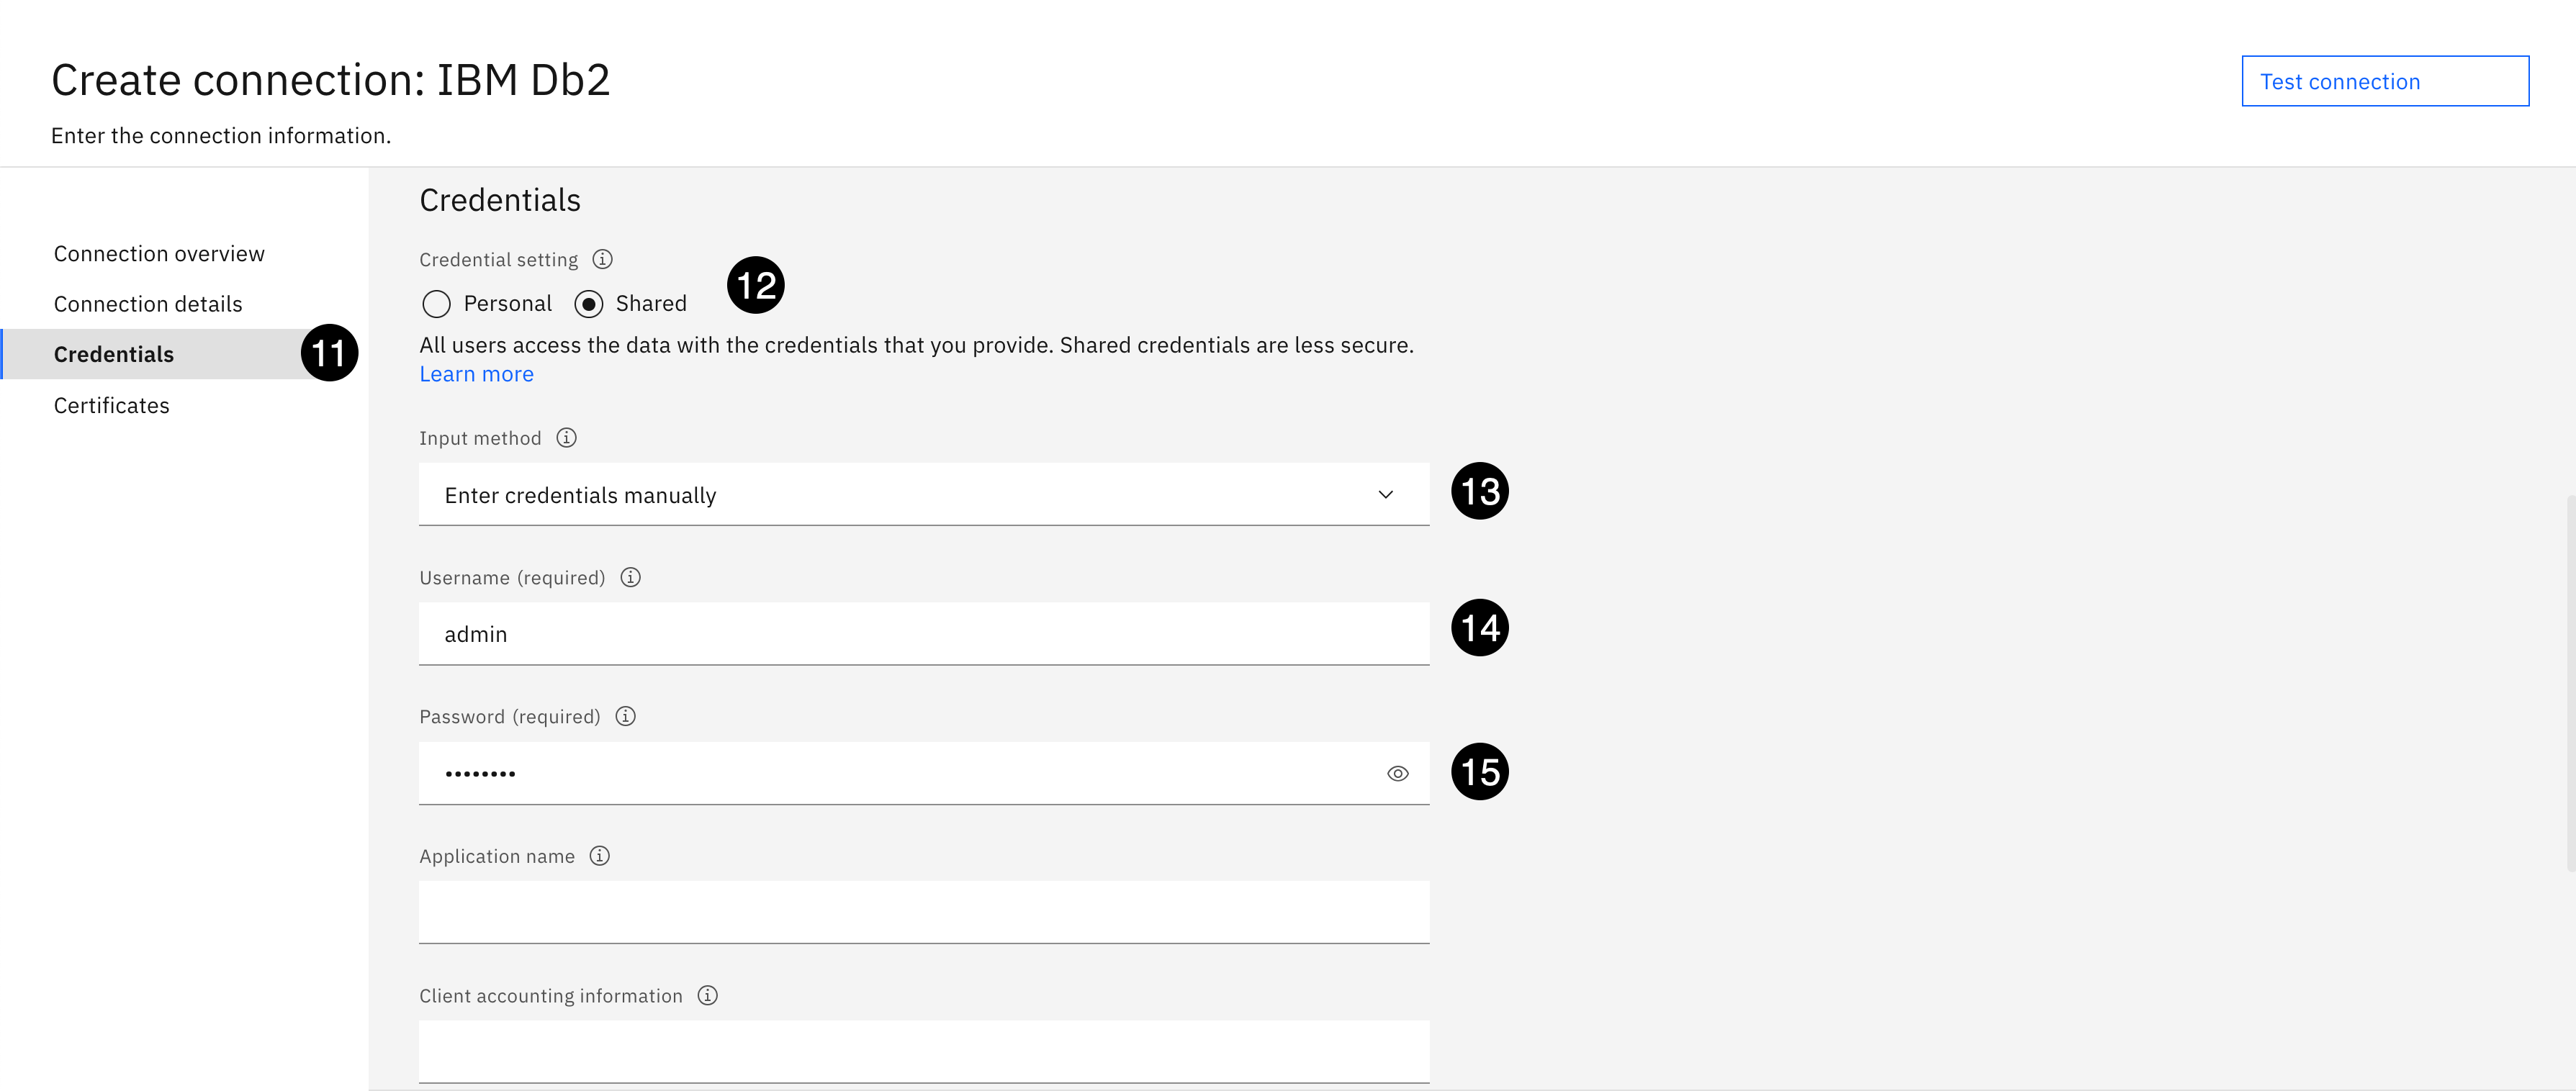 Create connection: IBM Db2
Test connection
Enter the connection information.
Connection overview
Connection details
Credentials 11
Certificates
Credentials
Credential setting
12
Personal Shared
All users access the data with the credentials that you provide. Shared credentials are less secure.
Learn more
Input method
Enter credentials manually 13
Username (required)
admin 14
Password (required)
•••••••• 15
Application name
Client accounting information